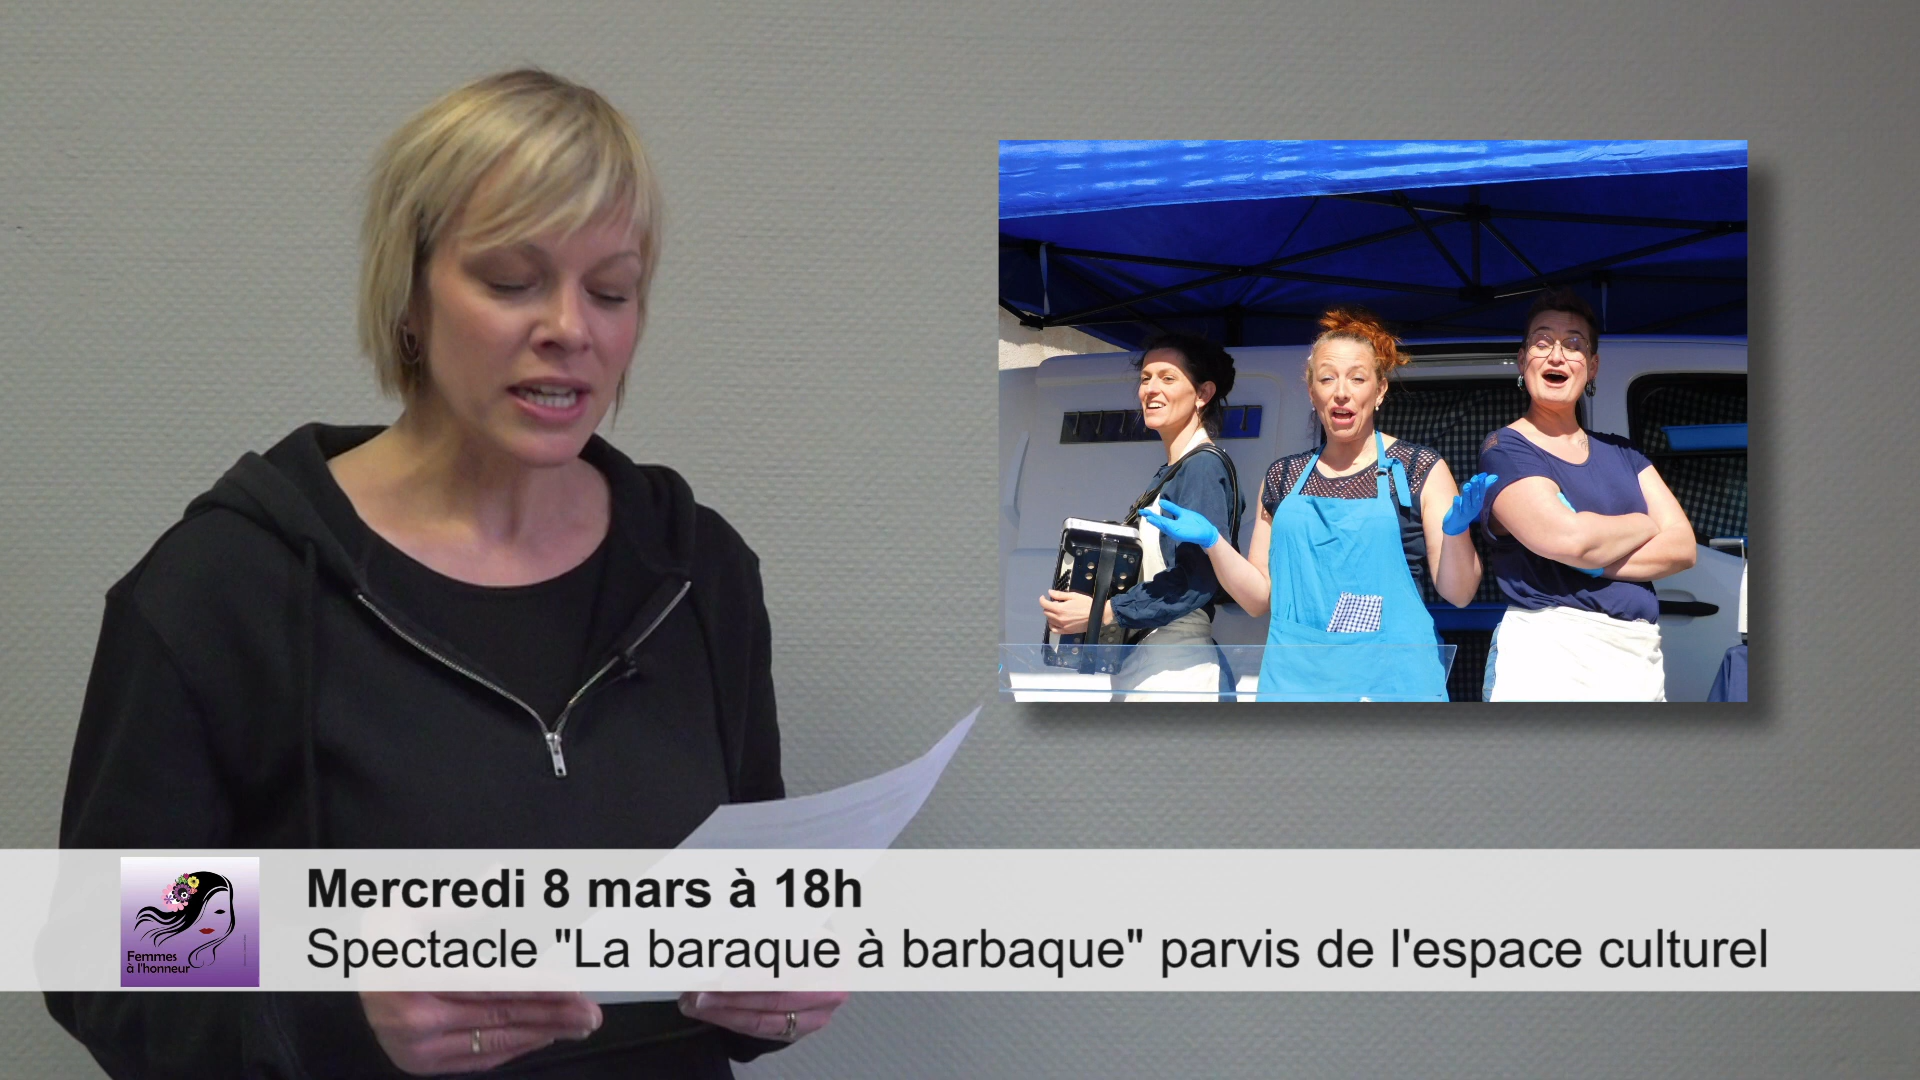 Mercredi 8 mars à 18h
Spectacle "La baraque à barbaque" parvis de l'espace culturel
Femmes
à l'honneur